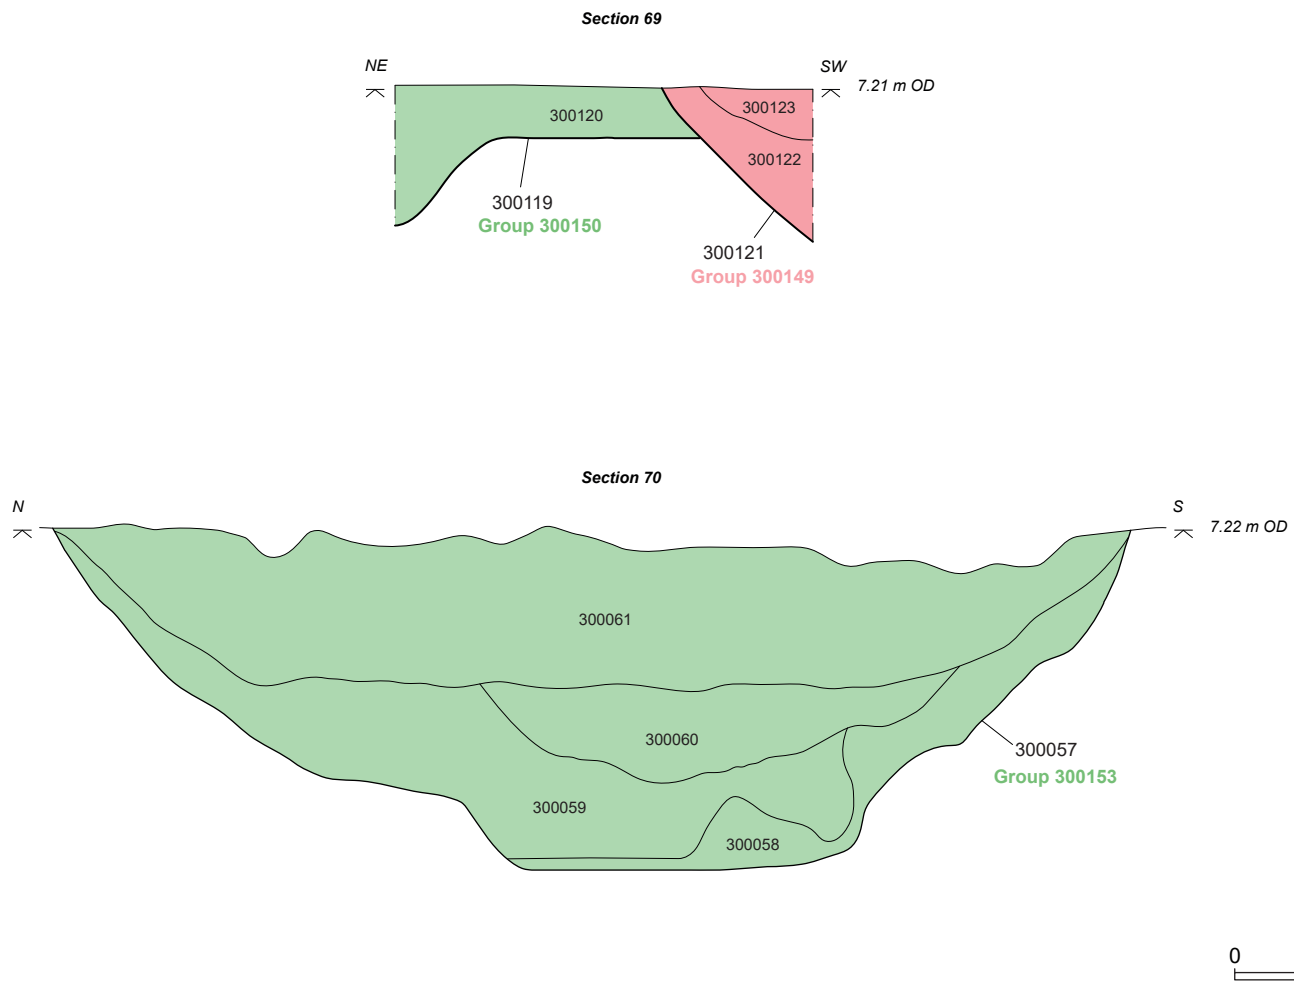 Section 69
NE
SW
7.21 m OD
300123
300120
300122
300119
Group 300150
300121
Group 300149
Section 70
N
S
7.22 m OD
300061
300060
300057
Group 300153
300059
300058
0